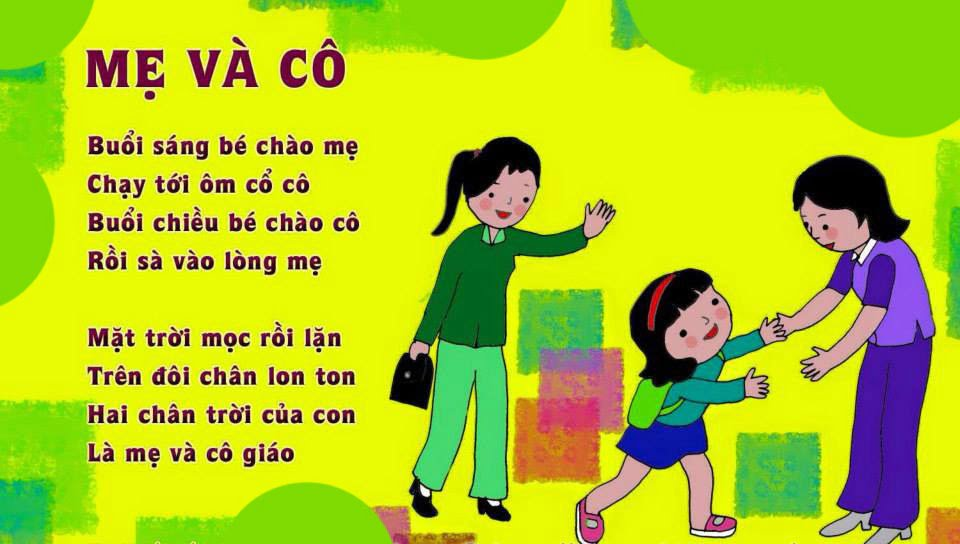 MẸ VÀ CÔ
Buổi sáng bé chào mẹ
Chạy tới ôm cổ cô
Buổi chiều bé chào cô
Rồi sà vào lòng mẹ
Mặt trời mọc rồi lặn
Trên đôi chân lon ton
Hai chân trời của con
Là mẹ và cô giáo